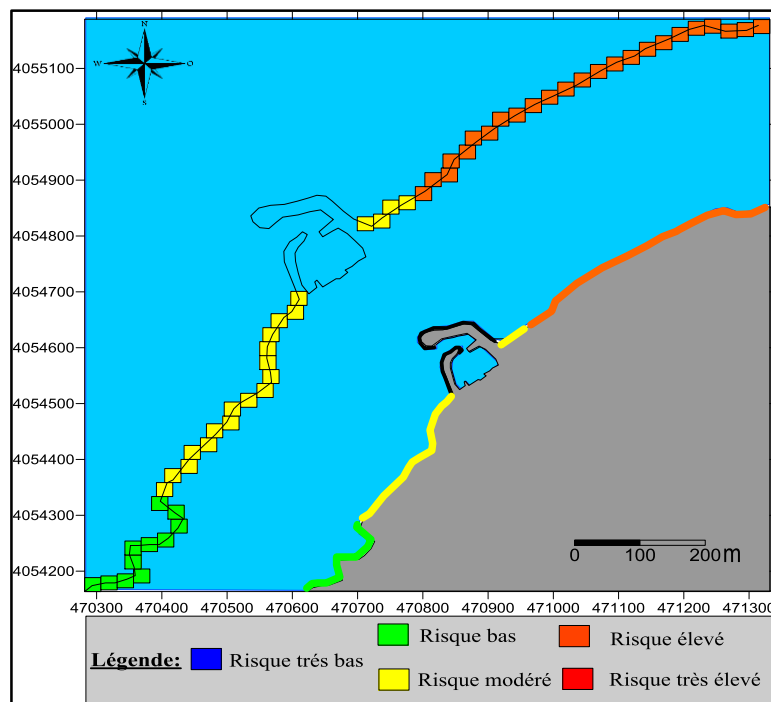 N
W
O
S
4055100
4055000
4054900
4054800
4054700
4054600
4054500
4054400
4054300
4054200
0 100 200 m
470300 470400 470500 470600 470700 470800 470900 471000 471100 471200 471300
Légende:
Risque trés bas
Risque bas
Risque modéré
Risque élevé
Risque très élevé